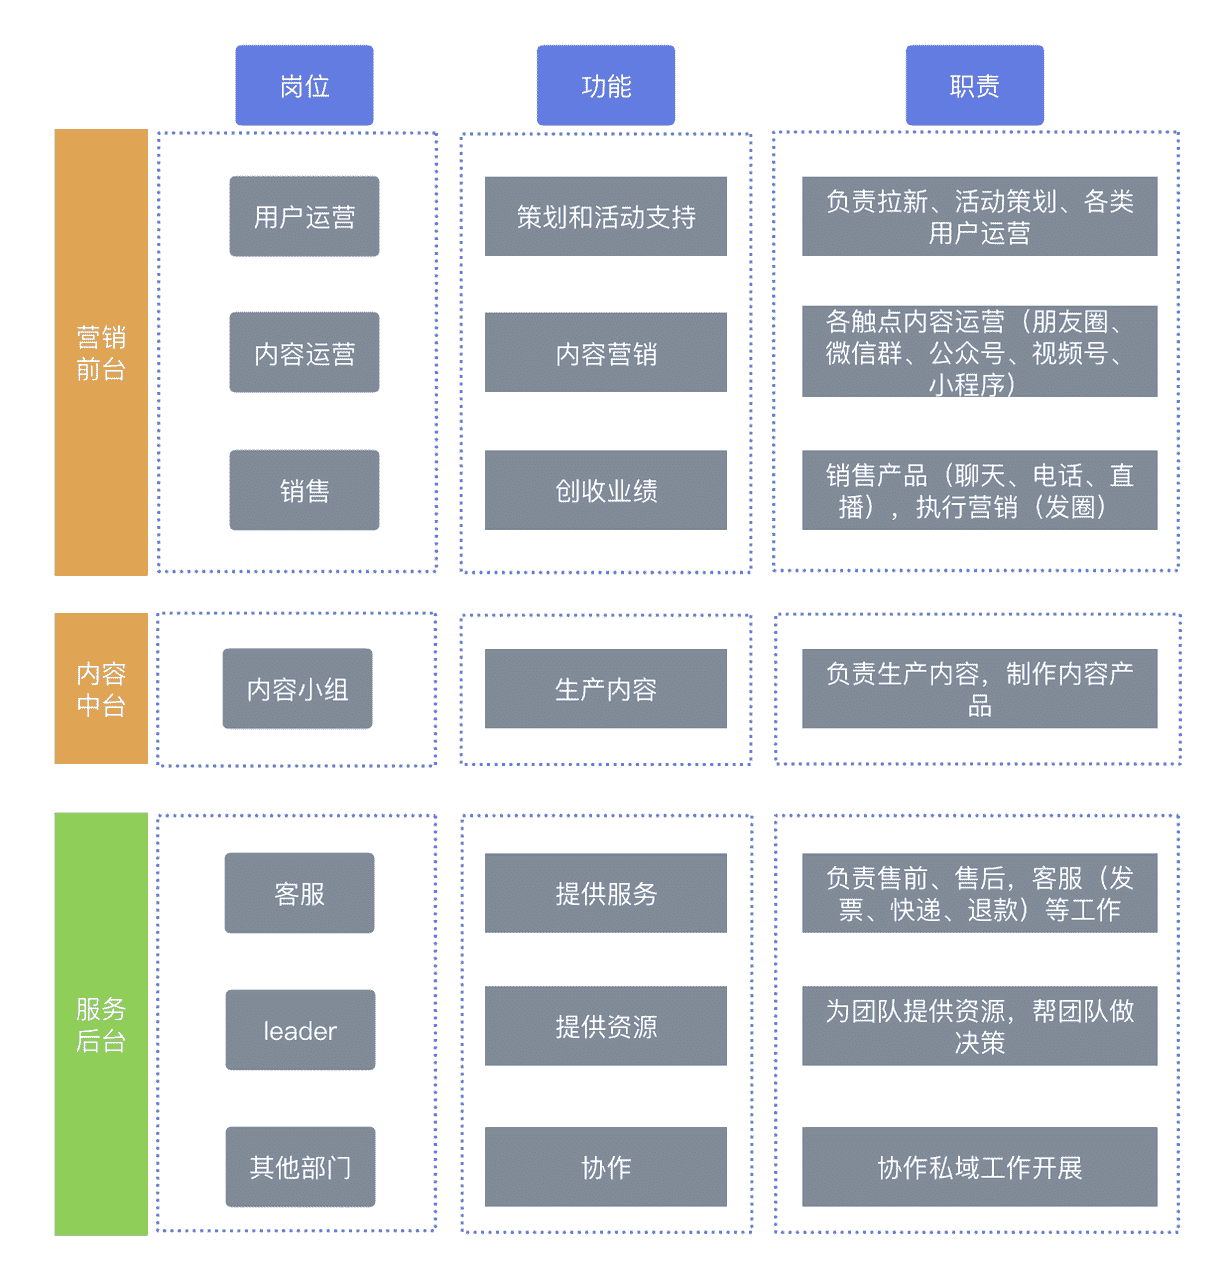 岗位
功能
职责
营销
前台
用户运营
策划和活动支持
负责拉新、活动策划、各类
用户运营
内容运营
内容营销
各触点内容运营（朋友圈、
微信群、公众号、视频号、
小程序）
销售
创收业绩
销售产品（聊天、电话、直
播），执行营销（发圈）
内容
中台
内容小组
生产内容
负责生产内容，制作内容产
品
服务
后台
客服
提供服务
负责售前、售后，客服（发
票、快递、退款）等工作
leader
提供资源
为团队提供资源，帮团队做
决策
其他部门
协作
协作私域工作开展